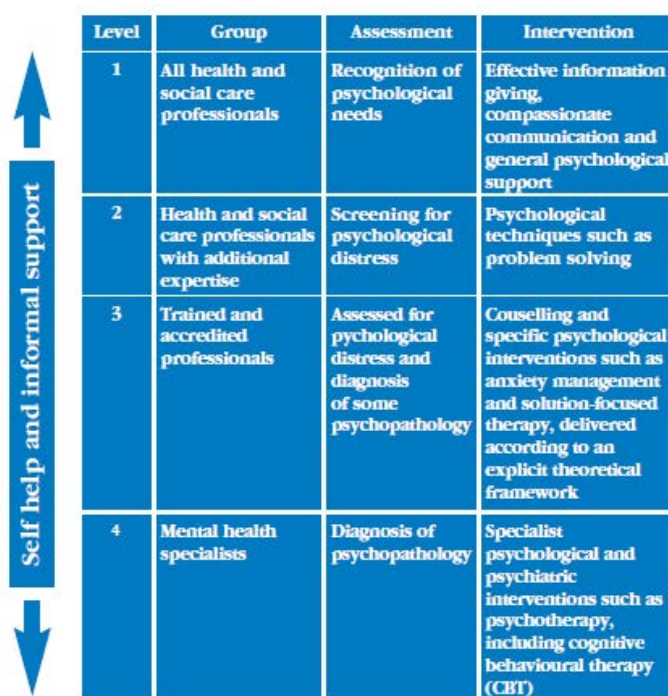 Self help and informal support
Level Group Assessment Intervention
1
All health and
social care
professionals
Recognition of
psychological
needs
Effective information
giving,
compassionate
communication and
general psychological
support
2
Health and social
care professionals
with additional
expertise
Screening for
psychological
distress
Psychological
techniques such as
problem solving
3
Trained and
accredited
professionals
Assessed for
pychological
distress and
diagnosis
of some
psychopathology
Couselling and
specific psychological
interventions such as
anxiety management
and solution-focused
therapy, delivered
according to an
explicit theoretical
framework
4
Mental health
specialists
Diagnosis of
psychopathology
Specialist
psychological and
psychiatric
interventions such as
psychotherapy,
including cognitive
behavioural therapy
(CBT)